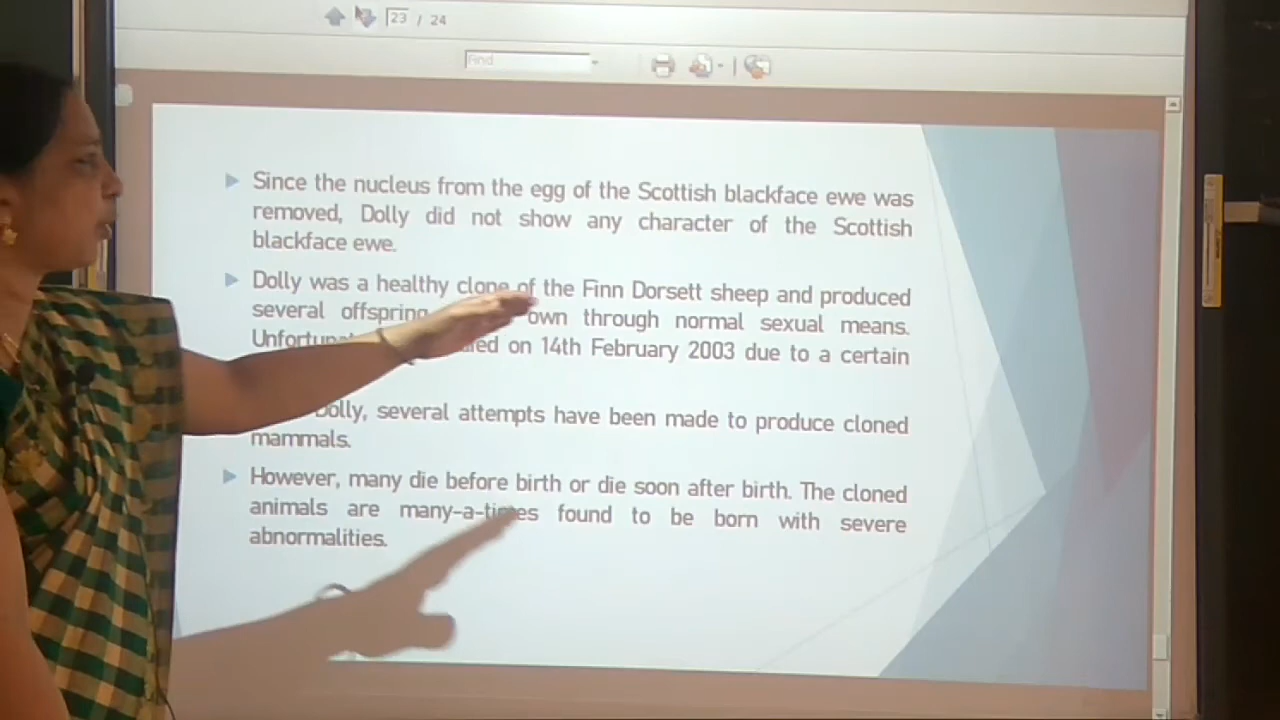 23 / 24
Find
Since the nucleus from the egg of the Scottish blackface ewe was
removed, Dolly did not show any character of the Scottish
blackface ewe.
Dolly was a healthy clone of the Finn Dorsett sheep and produced
several offspring own through normal sexual means.
on 14th February 2003 due to a certain
Dolly, several attempts have been made to produce cloned
mammals.
However, many die before birth or die soon after birth. The cloned
animals are many-a-times found to be born with severe
abnormalities.